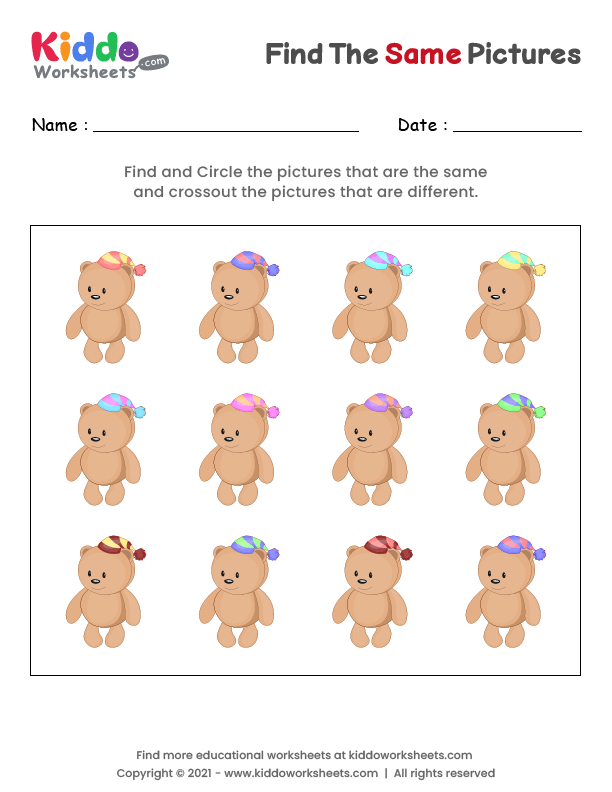 Kiddo
Worksheets .com
Find The Same Pictures
Name : 
Date : 
Find and Circle the pictures that are the same
and crossout the pictures that are different.
Find more educational worksheets at kiddoworksheets.com
Copyright © 2021 - www.kiddoworksheets.com | All rights reserved